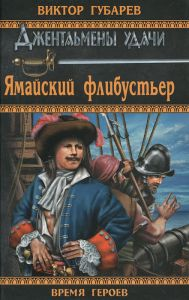 ВИКТОР ГУБАРЕВ
Джентльмены удачи
Ямайский флибустьер
ВРЕМЯ ГЕРОЕВ